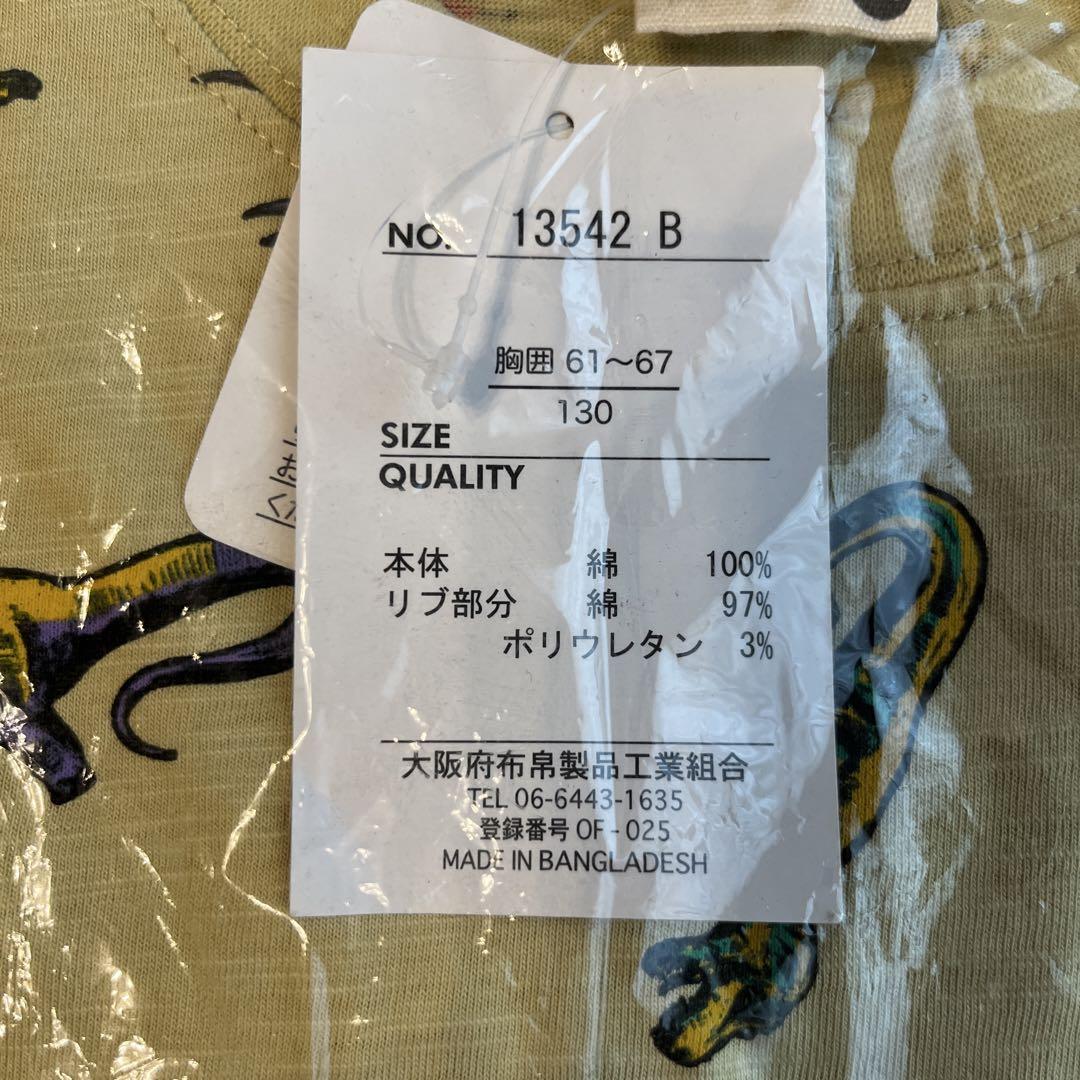 NO. 13542 B
胸囲 61～67
130
SIZE
QUALITY
本体 綿 100%
リブ部分 綿 97%
ポリウレタン 3%
大阪府布帛製品工業組合
TEL 06-6443-1635
登録番号 OF-025
MADE IN BANGLADESH